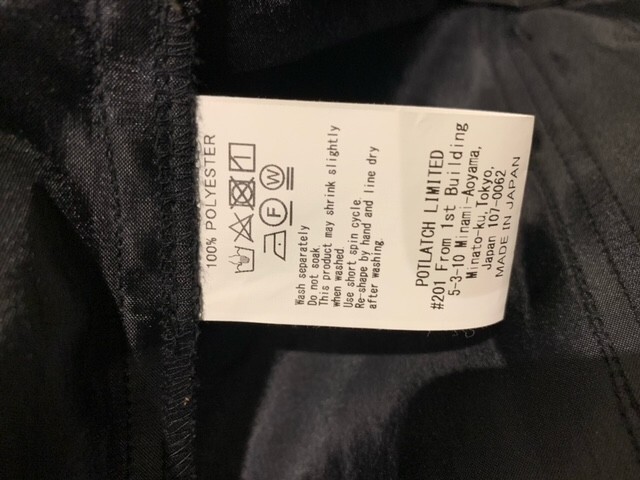 100% POLYESTER
F W
Wash separately
Do not soak.
This product may shrink slightly
when washed.
Use short spin cycle
Re-shape by hand and line dry
after washing.
POTLATCH LIMITED
#201 From 1st Building
5-3-10 Minami-Aoyama,
Minato-ku, Tokyo,
Japan 107-0062
MADE IN JAPAN